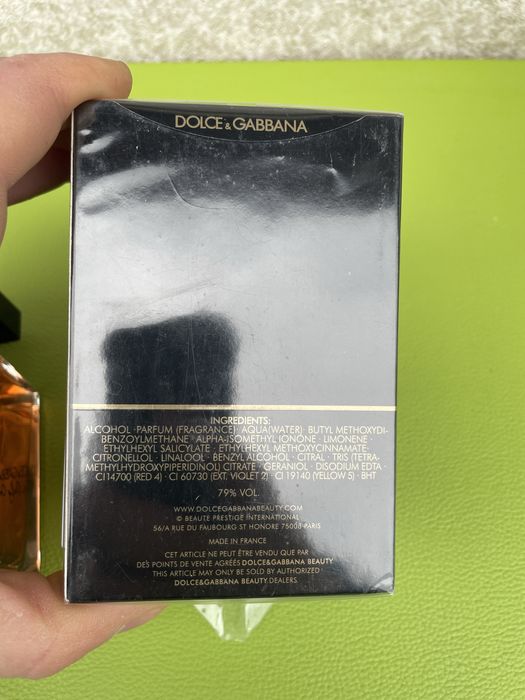 DOLCE & GABBANA
INGREDIENTS:
ALCOHOL · PARFUM (FRAGRANCE) · AQUA(WATER) · BUTYL METHOXYDI-
BENZOYLMETHANE · ALPHA-ISOMETHYL IONONE · LIMONENE ·
ETHYLHEXYL SALICYLATE · ETHYLHEXYL METHOXYCINNAMATE ·
CITRONELLOL · LINALOOL · BENZYL ALCOHOL · CITRAL · TRIS (TETRA-
METHYLHYDROXYPIPERIDINOL) CITRATE · GERANIOL · DISODIUM EDTA ·
CI14700 (RED 4) · CI 60730 (EXT. VIOLET 2) · CI 19140 (YELLOW 5) · BHT
79% VOL.
WWW.DOLCEGABBANABEAUTY.COM
© BEAUTE PRESTIGE INTERNATIONAL
56/A RUE DU FAUBOURG ST HONORE 75008 PARIS
MADE IN FRANCE
CET ARTICLE NE PEUT ÊTRE VENDU QUE PAR
DES POINTS DE VENTE AGRÉÉS DOLCE&GABBANA BEAUTY
THIS ARTICLE MAY ONLY BE SOLD BY AUTHORIZED
DOLCE&GABBANA BEAUTY DEALERS.